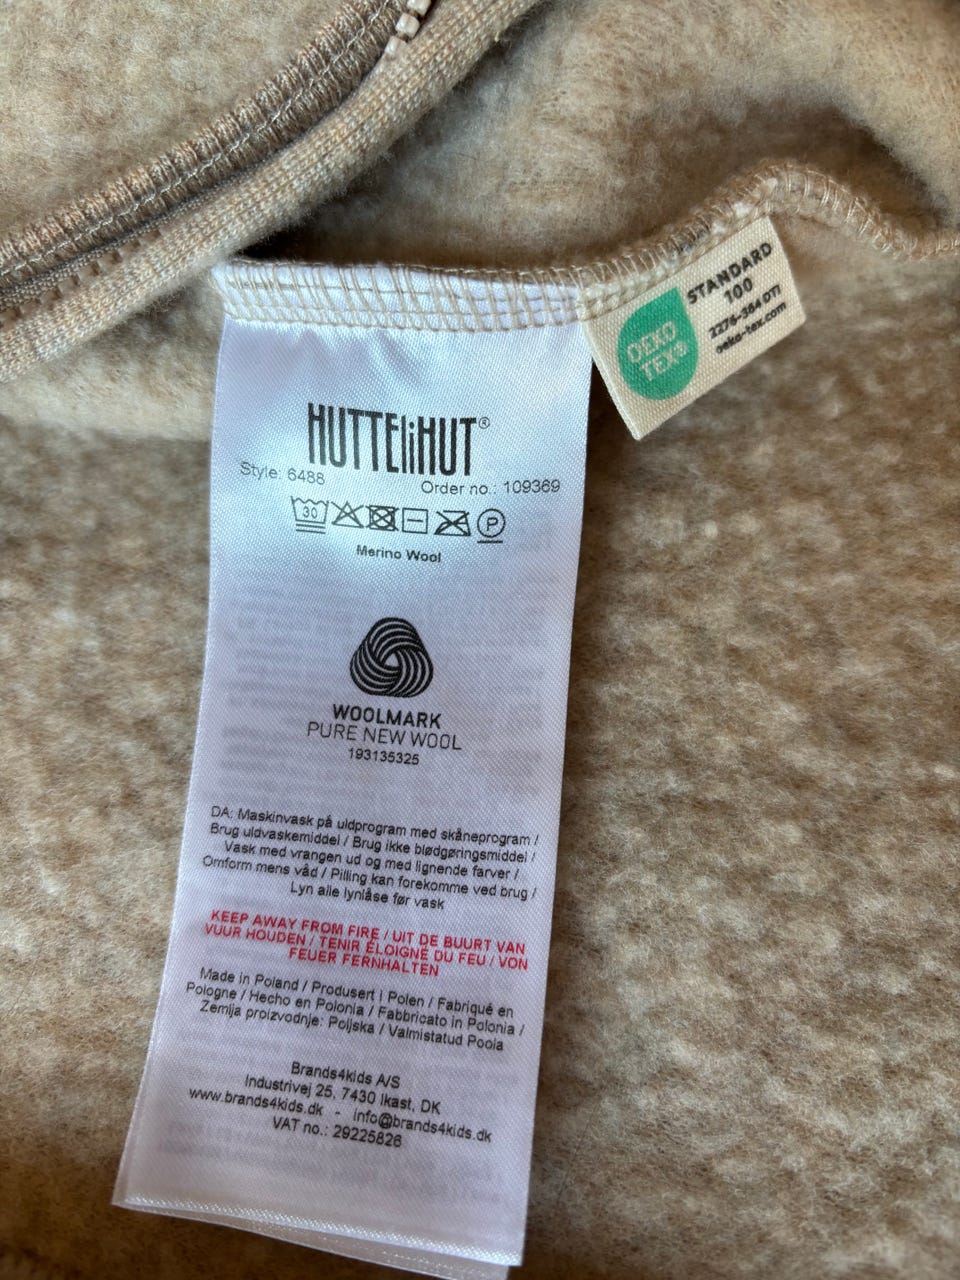 STANDARD
100
OEKO
TEX®
2276-384 DTI
oeko-tex.com
HUTTEliHUT®
Style: 6488
Order no.: 109369
30
P
Merino Wool
WOOLMARK
PURE NEW WOOL
193135325
DA: Maskinvask på uldprogram med skåneprogram /
Brug uldvaskemiddel / Brug ikke blødgøringsmiddel /
Vask med vrangen ud og med lignende farver /
Omform mens våd / Pilling kan forekomme ved brug /
Lyn alle lynlåse før vask
KEEP AWAY FROM FIRE / UIT DE BUURT VAN
VUUR HOUDEN / TENIR ÉLOIGNÉ DU FEU / VON
FEUER FERNHALTEN
Made in Poland / Produsert i Polen / Fabriqué en
Pologne / Hecho en Polonia / Fabbricato in Polonia /
Zemlja proizvodnje: Poljska / Valmistatud Poola
Brands4kids A/S
Industrivej 25, 7430 Ikast, DK
www.brands4kids.dk - info@brands4kids.dk
VAT no.: 29225826